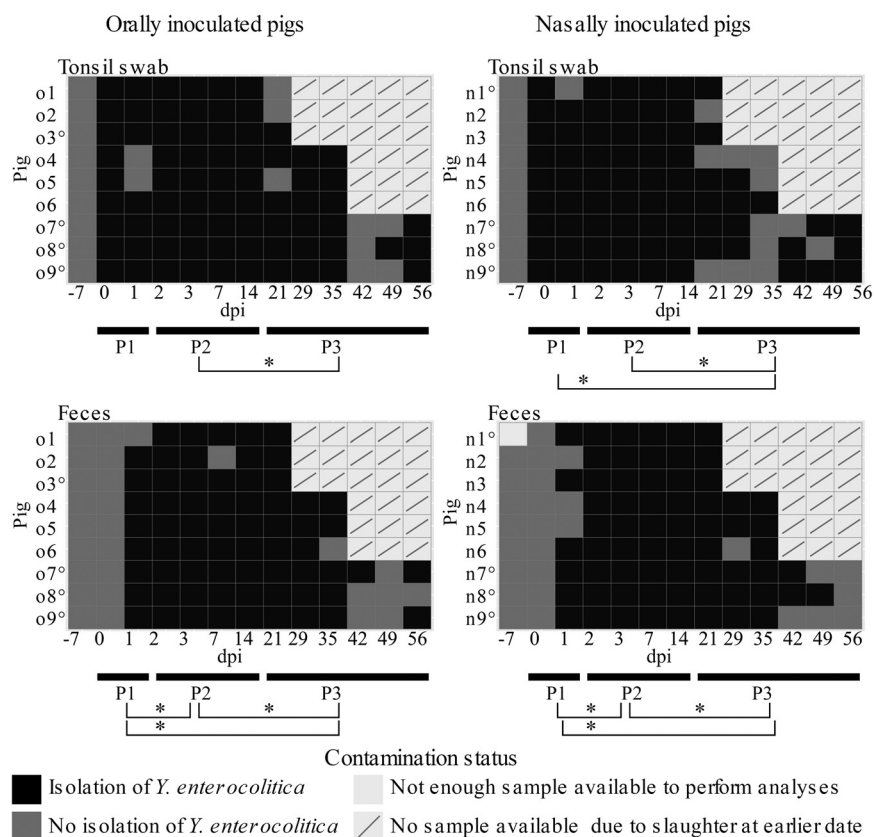 Orally inoculated pigs
Nasally inoculated pigs
Tonsil swab
o1
o2
o3°
o4
o5
o6
o7°
o8°
o9°
Pig
-7 0 1 2 3 7 14 21 29 35 42 49 56
dpi
P1 P2 P3
*
Tonsil swab
n1°
n2
n3
n4
n5
n6
n7°
n8°
n9°
Pig
-7 0 1 2 3 7 14 21 29 35 42 49 56
dpi
P1 P2 P3
*
*
Feces
o1
o2
o3°
o4
o5
o6
o7°
o8°
o9°
Pig
-7 0 1 2 3 7 14 21 29 35 42 49 56
dpi
P1 P2 P3
* *
*
Feces
n1°
n2
n3
n4
n5
n6
n7°
n8°
n9°
Pig
-7 0 1 2 3 7 14 21 29 35 42 49 56
dpi
P1 P2 P3
* *
*
Contamination status
Isolation of Y. enterocolitica
Not enough sample available to perform analyses
No isolation of Y. enterocolitica
No sample available due to slaughter at earlier date